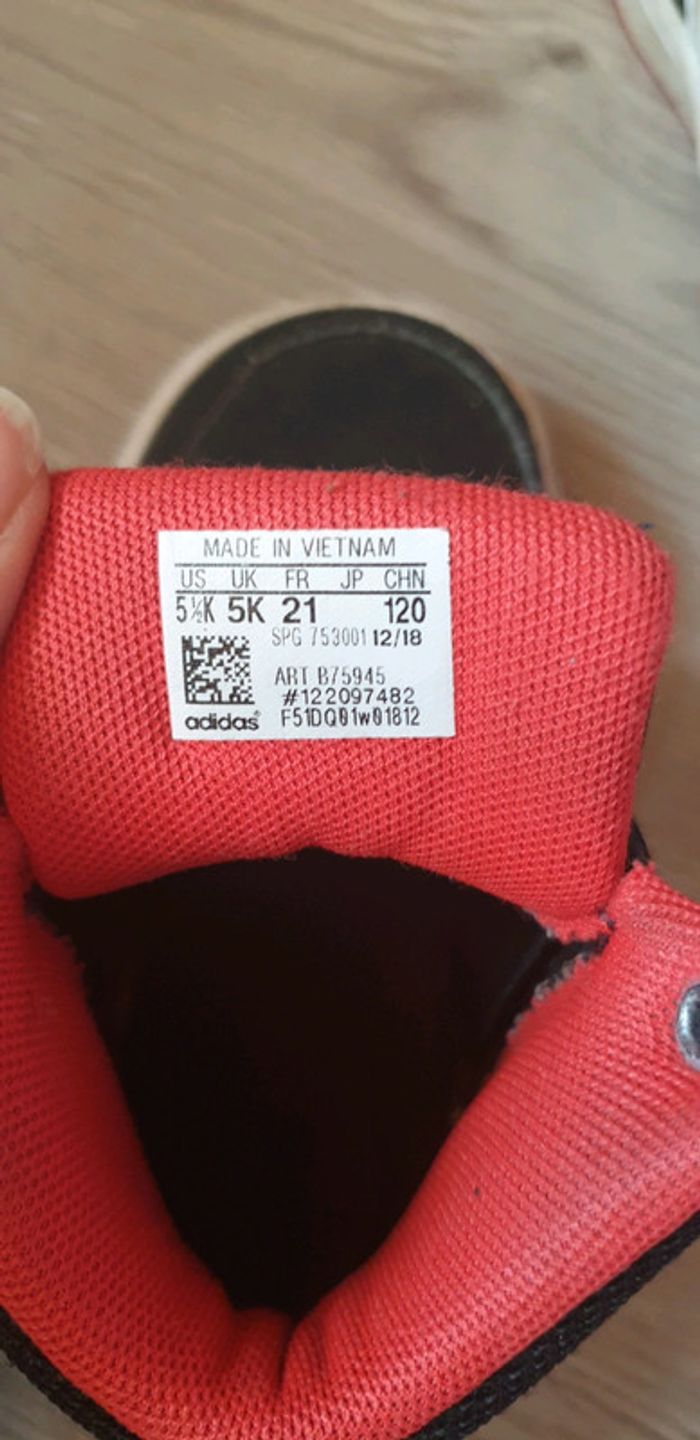 MADE IN VIETNAM
US UK FR JP CHN
5½K 5K 21 120
SPG 753001 12/18
ART B75945
#122097482
adidas® F51DQ01w01812